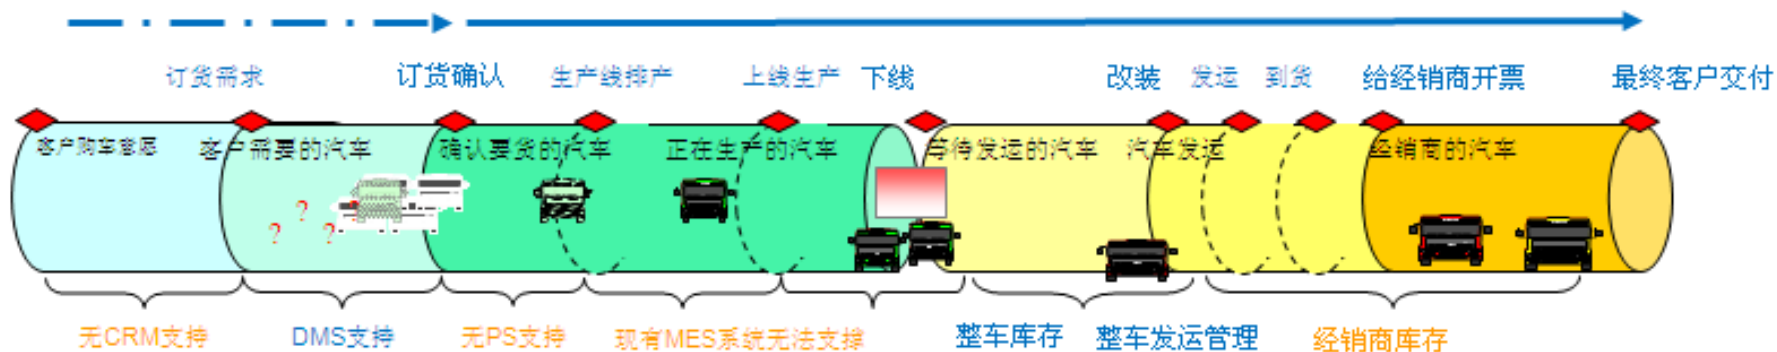 订货需求 订货确认 生产线排产 上线生产 下线 改装 发运 到货 给经销商开票 最终客户交付
客户购车意愿 客户需要的汽车 确认要货的汽车 正在生产的汽车 等待发运的汽车 汽车发运 经销商的汽车
? ? ? ?
无CRM支持 DMS支持 无PS支持 现有MES系统无法支撑 整车库存 整车发运管理 经销商库存